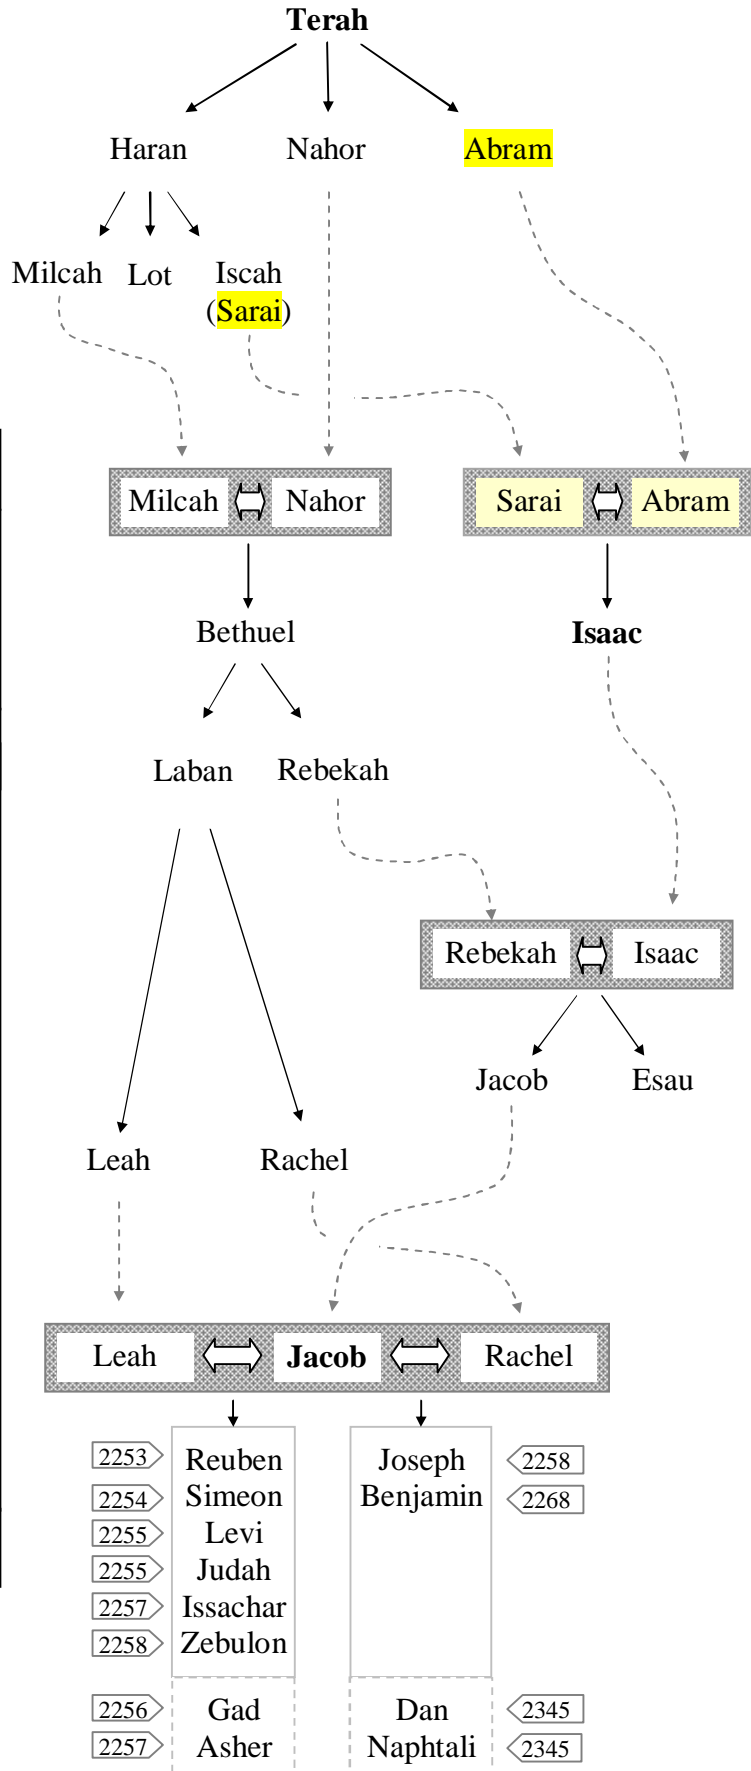 Terah
Haran Nahor Abram
Milcah Lot Iscah
(Sarai)
Milcah Nahor Sarai Abram
Bethuel Isaac
Laban Rebekah
Rebekah Isaac
Jacob Esau
Leah Rachel
Leah Jacob Rachel
2253 Reuben Joseph 2258
2254 Simeon Benjamin 2268
2255 Levi
2255 Judah
2257 Issachar
2258 Zebulon
2256 Gad Dan 2345
2257 Asher Naphtali 2345